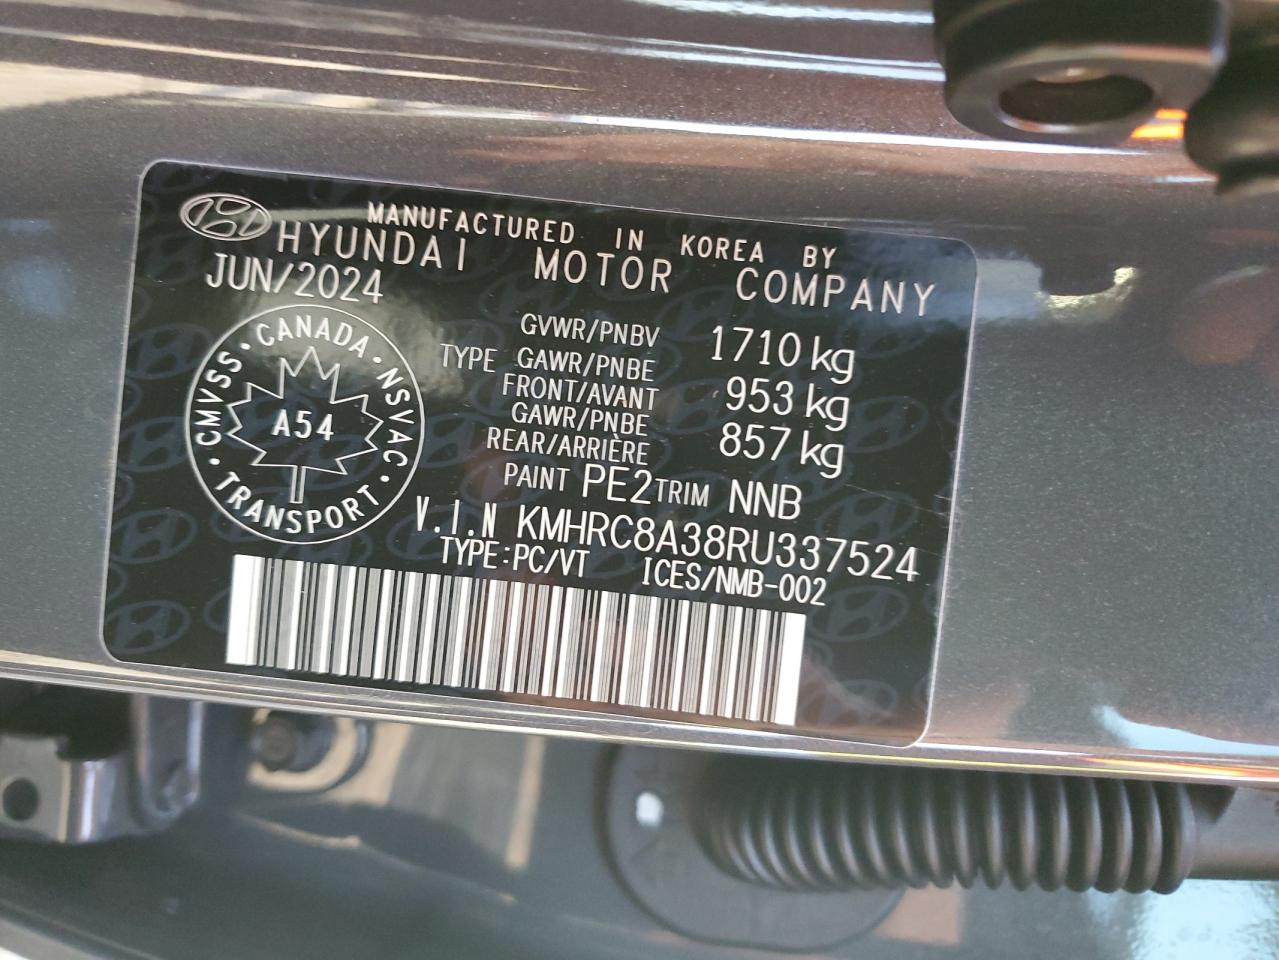 MANUFACTURED IN KOREA BY
HYUNDAI MOTOR COMPANY
JUN/2024
CANADA · NSVAC · TRANSPORT · CMVSS ·
A54
GVWR/PNBV 1710 kg
TYPE GAWR/PNBE
FRONT/AVANT 953 kg
GAWR/PNBE
REAR/ARRIÈRE 857 kg
PAINT PE2 TRIM NNB
V.I.N KMHRC8A38RU337524
TYPE:PC/VT ICES/NMB-002